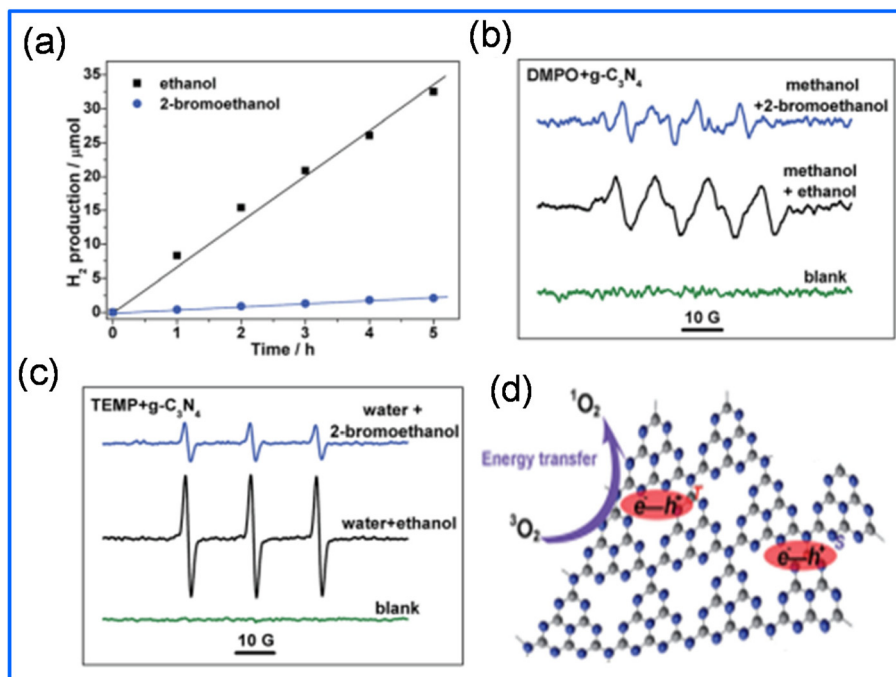 (a)
H₂ production / μmol
35
30
25
20
15
10
5
0
ethanol
2-bromoethanol
0 1 2 3 4 5
Time / h
(b)
DMPO+g-C₃N₄
methanol
+2-bromoethanol
methanol
+ ethanol
blank
10 G
(c)
TEMP+g-C₃N₄
water +
2-bromoethanol
water+ethanol
blank
10 G
(d)
¹O₂
Energy transfer
³O₂
e⁻—h⁺ T
e⁻—h⁺ S